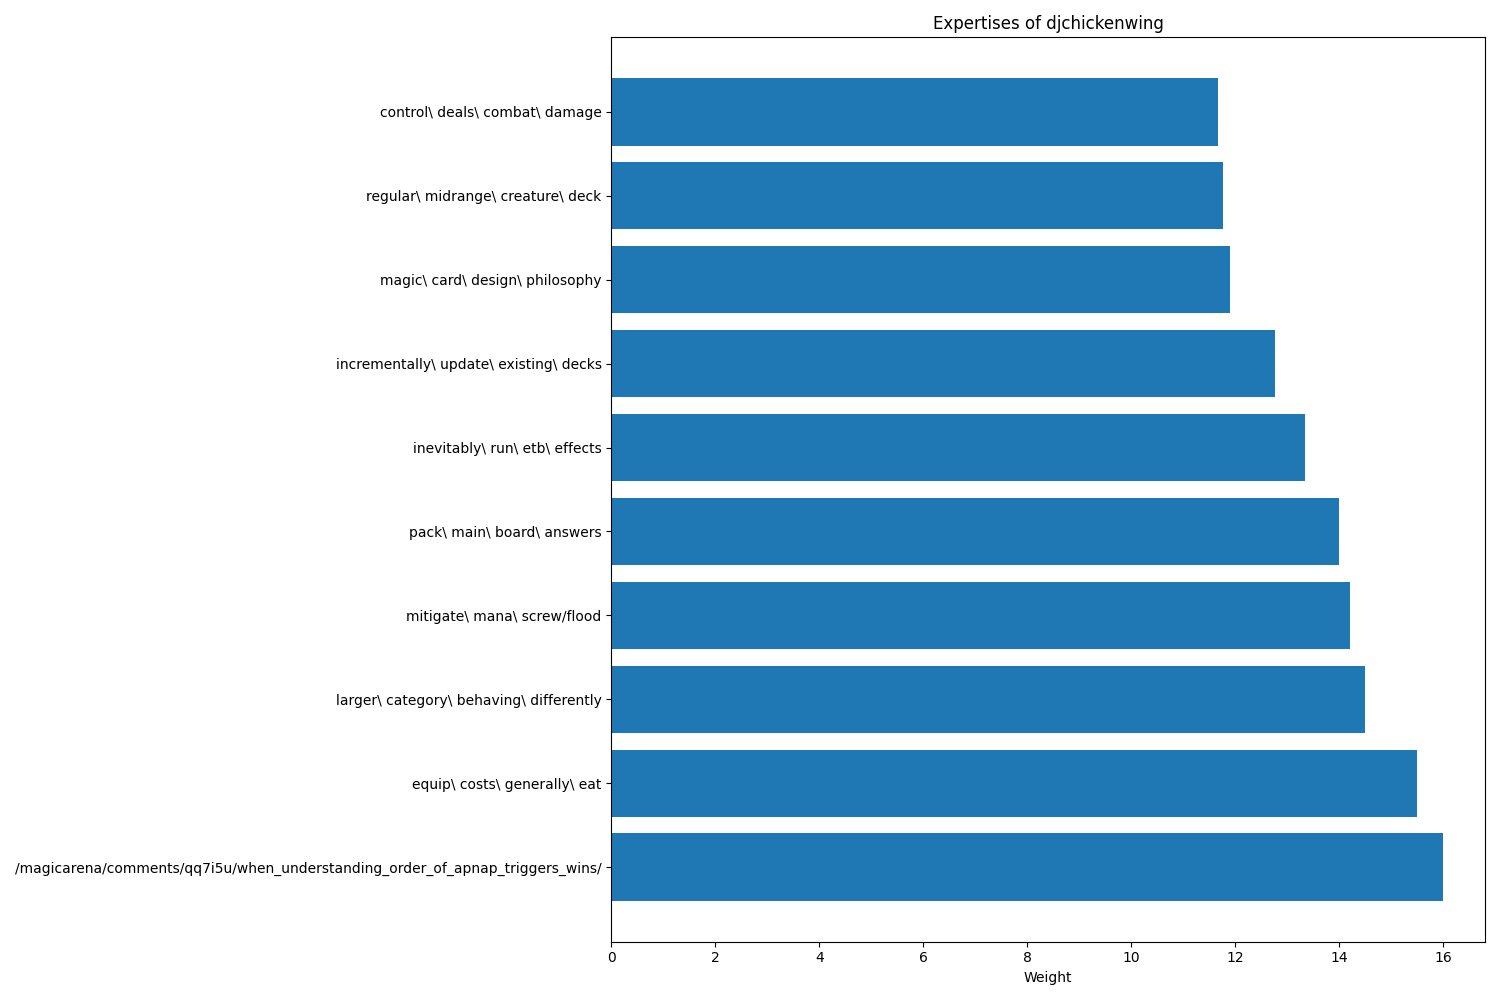 Expertises of djchickenwing
control\ deals\ combat\ damage
regular\ midrange\ creature\ deck
magic\ card\ design\ philosophy
incrementally\ update\ existing\ decks
inevitably\ run\ etb\ effects
pack\ main\ board\ answers
mitigate\ mana\ screw/flood
larger\ category\ behaving\ differently
equip\ costs\ generally\ eat
/magicarena/comments/qq7i5u/when_understanding_order_of_apnap_triggers_wins/
0 2 4 6 8 10 12 14 16
Weight